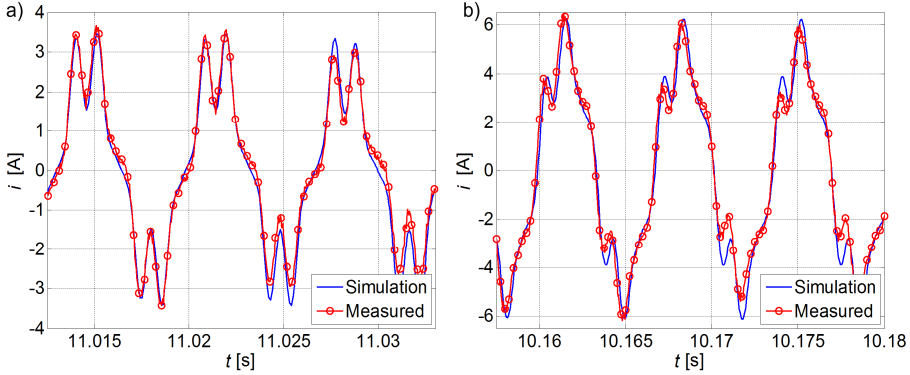 a)
i [A]
4
3
2
1
0
-1
-2
-3
-4
11.015
11.02
11.025
11.03
t [s]
Simulation
Measured
b)
i [A]
6
4
2
0
-2
-4
-6
10.16
10.165
10.17
10.175
10.18
t [s]
Simulation
Measured